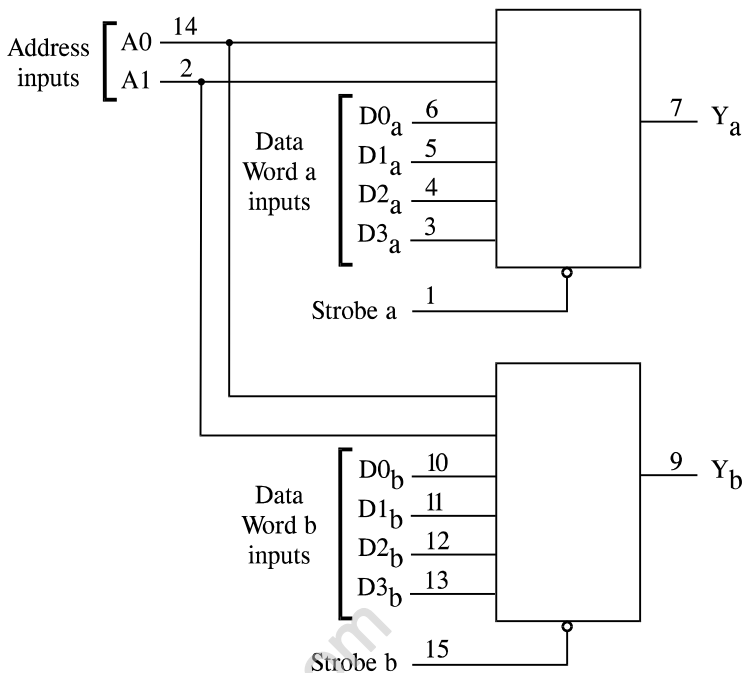 Address inputs
A0 14
A1 2
Data Word a inputs
D0a 6
D1a 5
D2a 4
D3a 3
Strobe a 1
7 Ya
Data Word b inputs
D0b 10
D1b 11
D2b 12
D3b 13
Strobe b 15
9 Yb
om